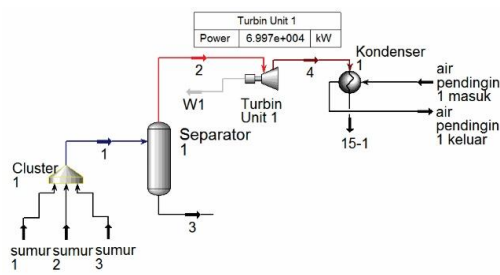 Turbin Unit 1
Power 6.997e+004 kW
2
4
Kondenser
1
air
pendingin
1 masuk
air
pendingin
1 keluar
W1
Turbin
Unit 1
15-1
1
Separator
1
Cluster
1
3
sumur
1
sumur
2
sumur
3